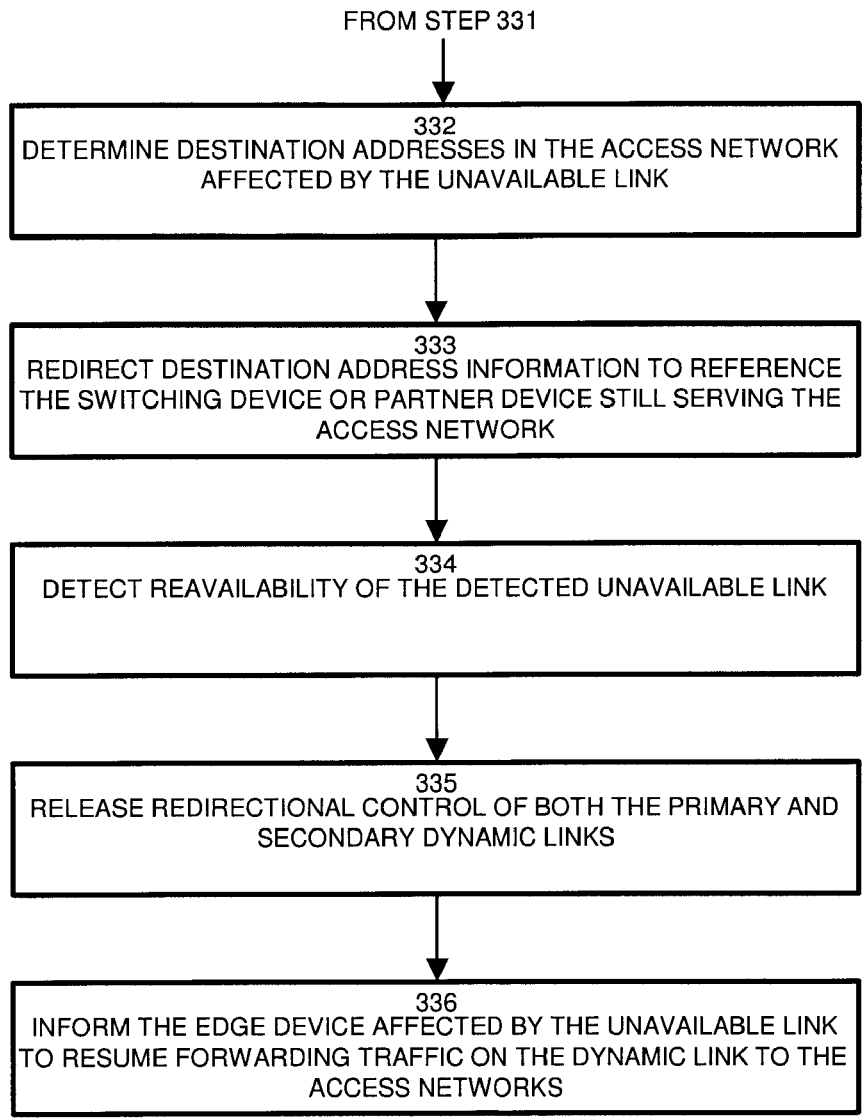 FROM STEP 331
332
DETERMINE DESTINATION ADDRESSES IN THE ACCESS NETWORK
AFFECTED BY THE UNAVAILABLE LINK
333
REDIRECT DESTINATION ADDRESS INFORMATION TO REFERENCE
THE SWITCHING DEVICE OR PARTNER DEVICE STILL SERVING THE
ACCESS NETWORK
334
DETECT REAVAILABILITY OF THE DETECTED UNAVAILABLE LINK
335
RELEASE REDIRECTIONAL CONTROL OF BOTH THE PRIMARY AND
SECONDARY DYNAMIC LINKS
336
INFORM THE EDGE DEVICE AFFECTED BY THE UNAVAILABLE LINK
TO RESUME FORWARDING TRAFFIC ON THE DYNAMIC LINK TO THE
ACCESS NETWORKS